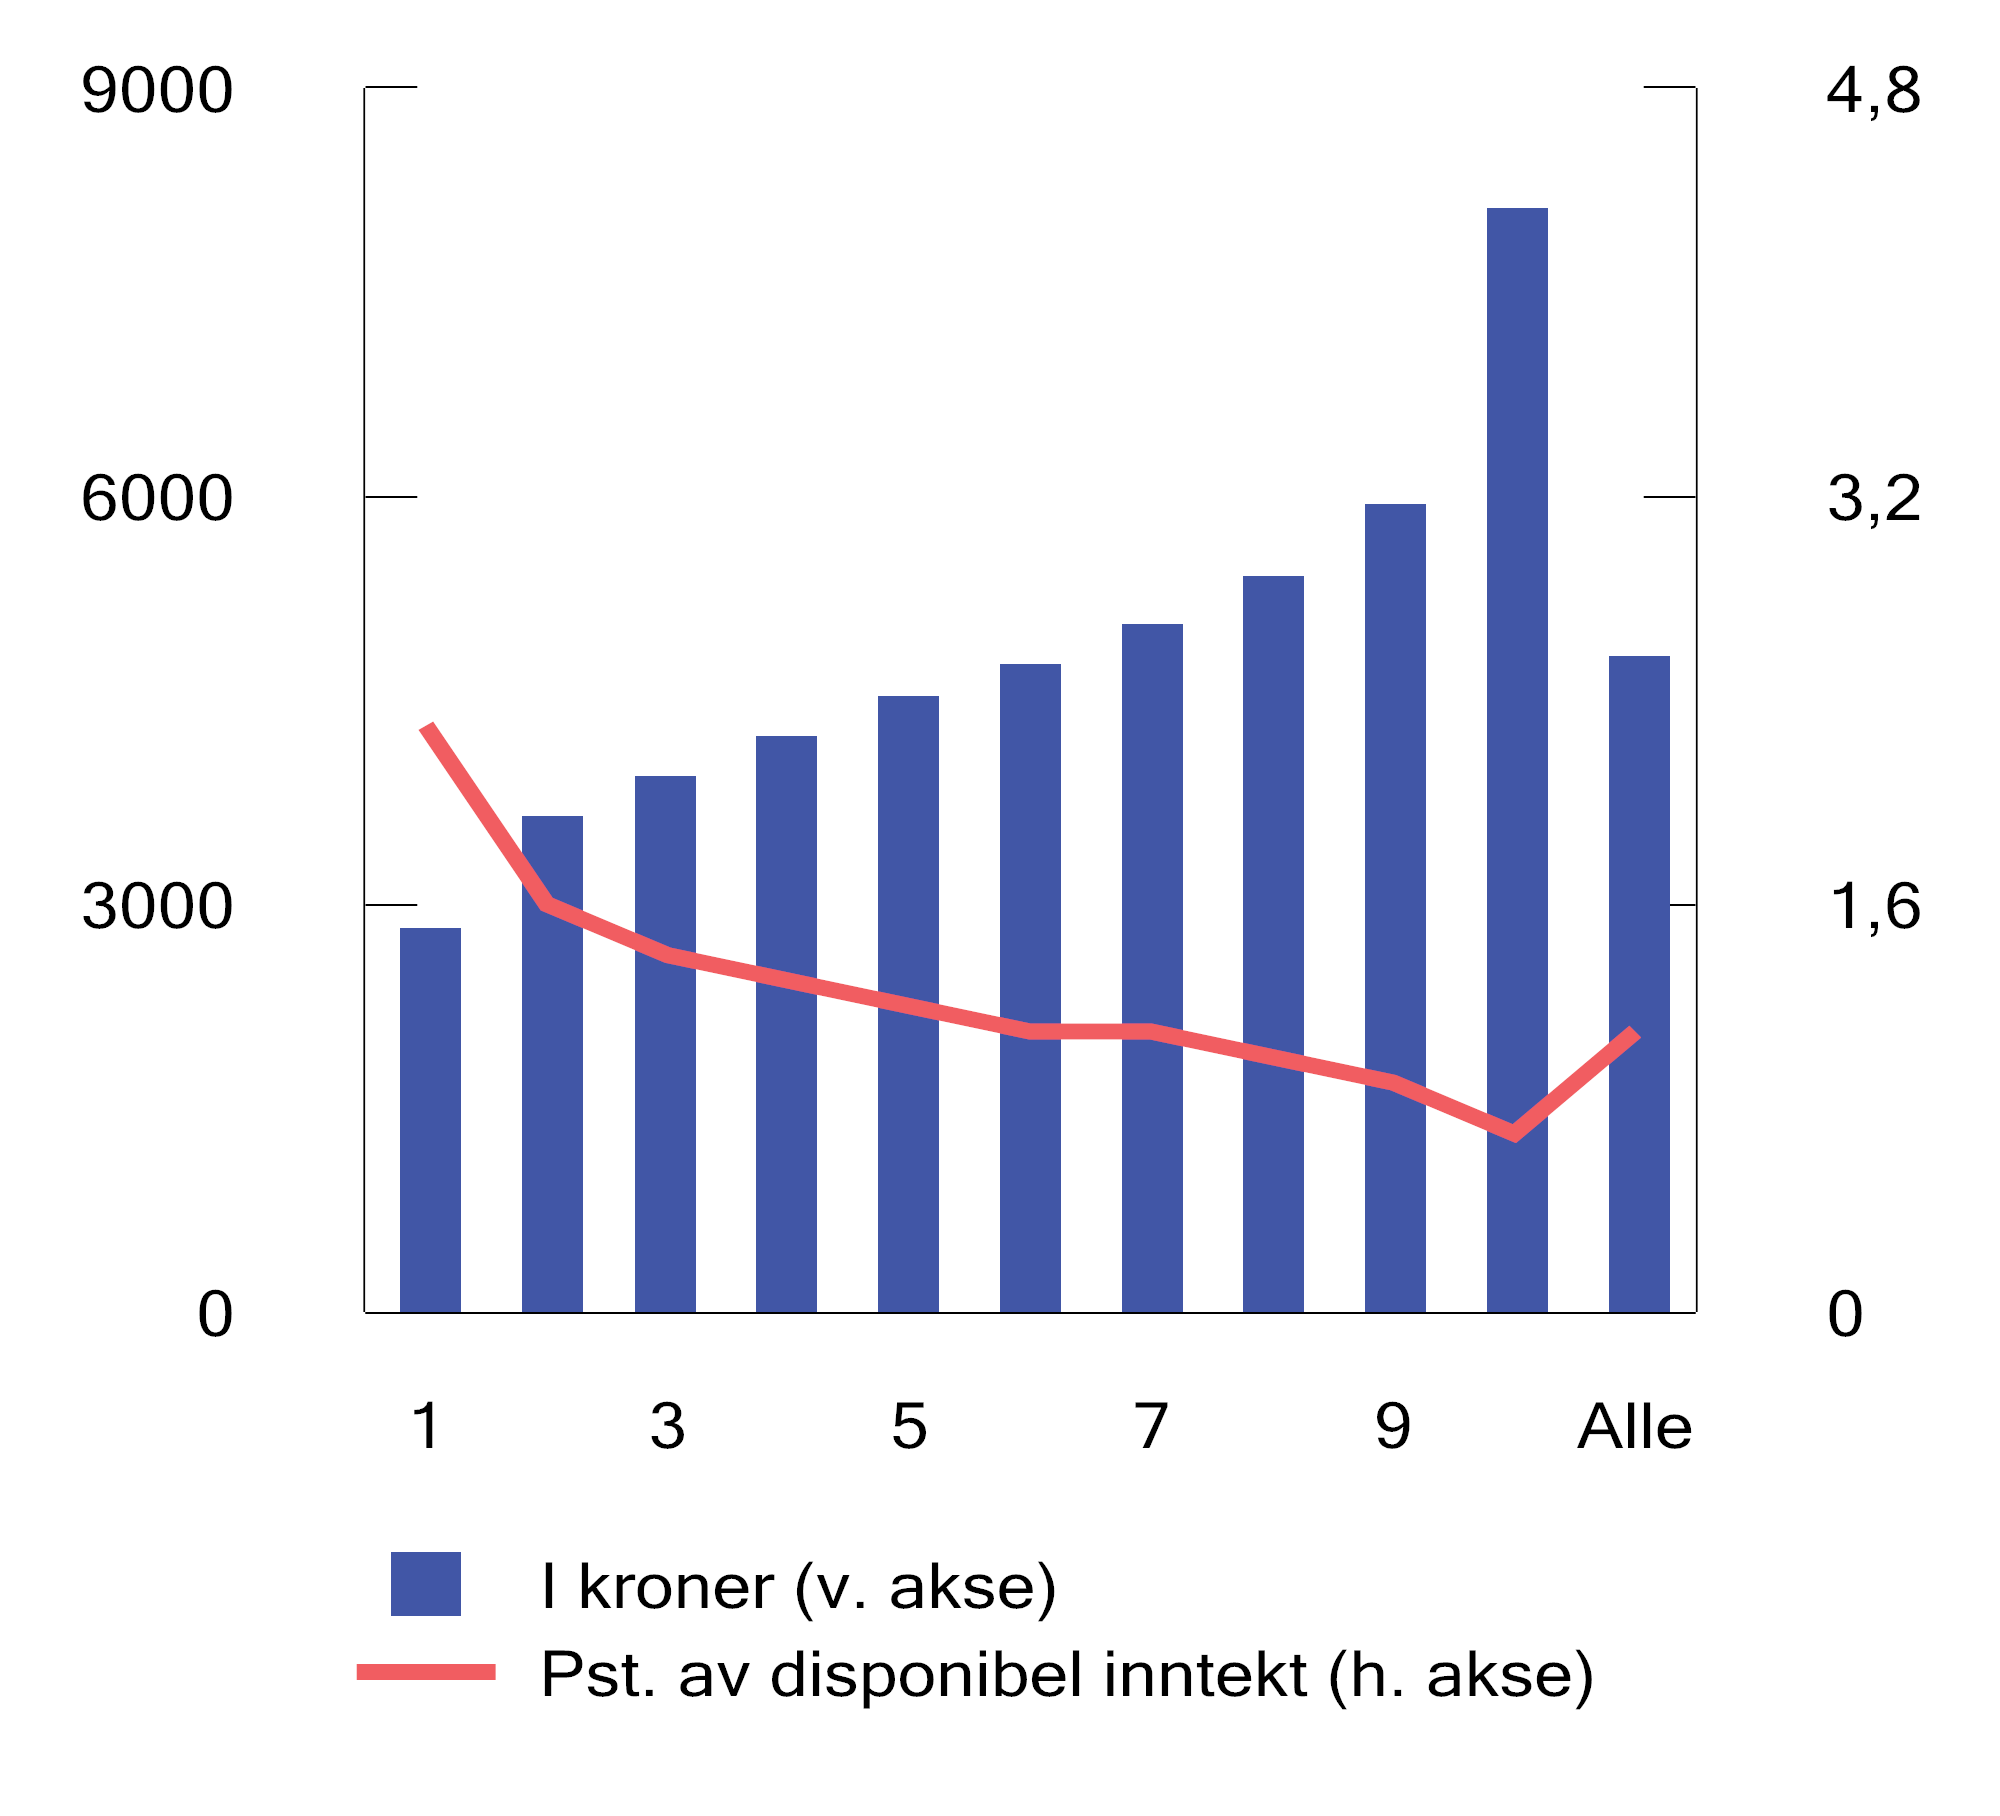 9000
4,8
6000
3,2
3000
1,6
0
0
1 3 5 7 9 Alle
I kroner (v. akse)
Pst. av disponibel inntekt (h. akse)